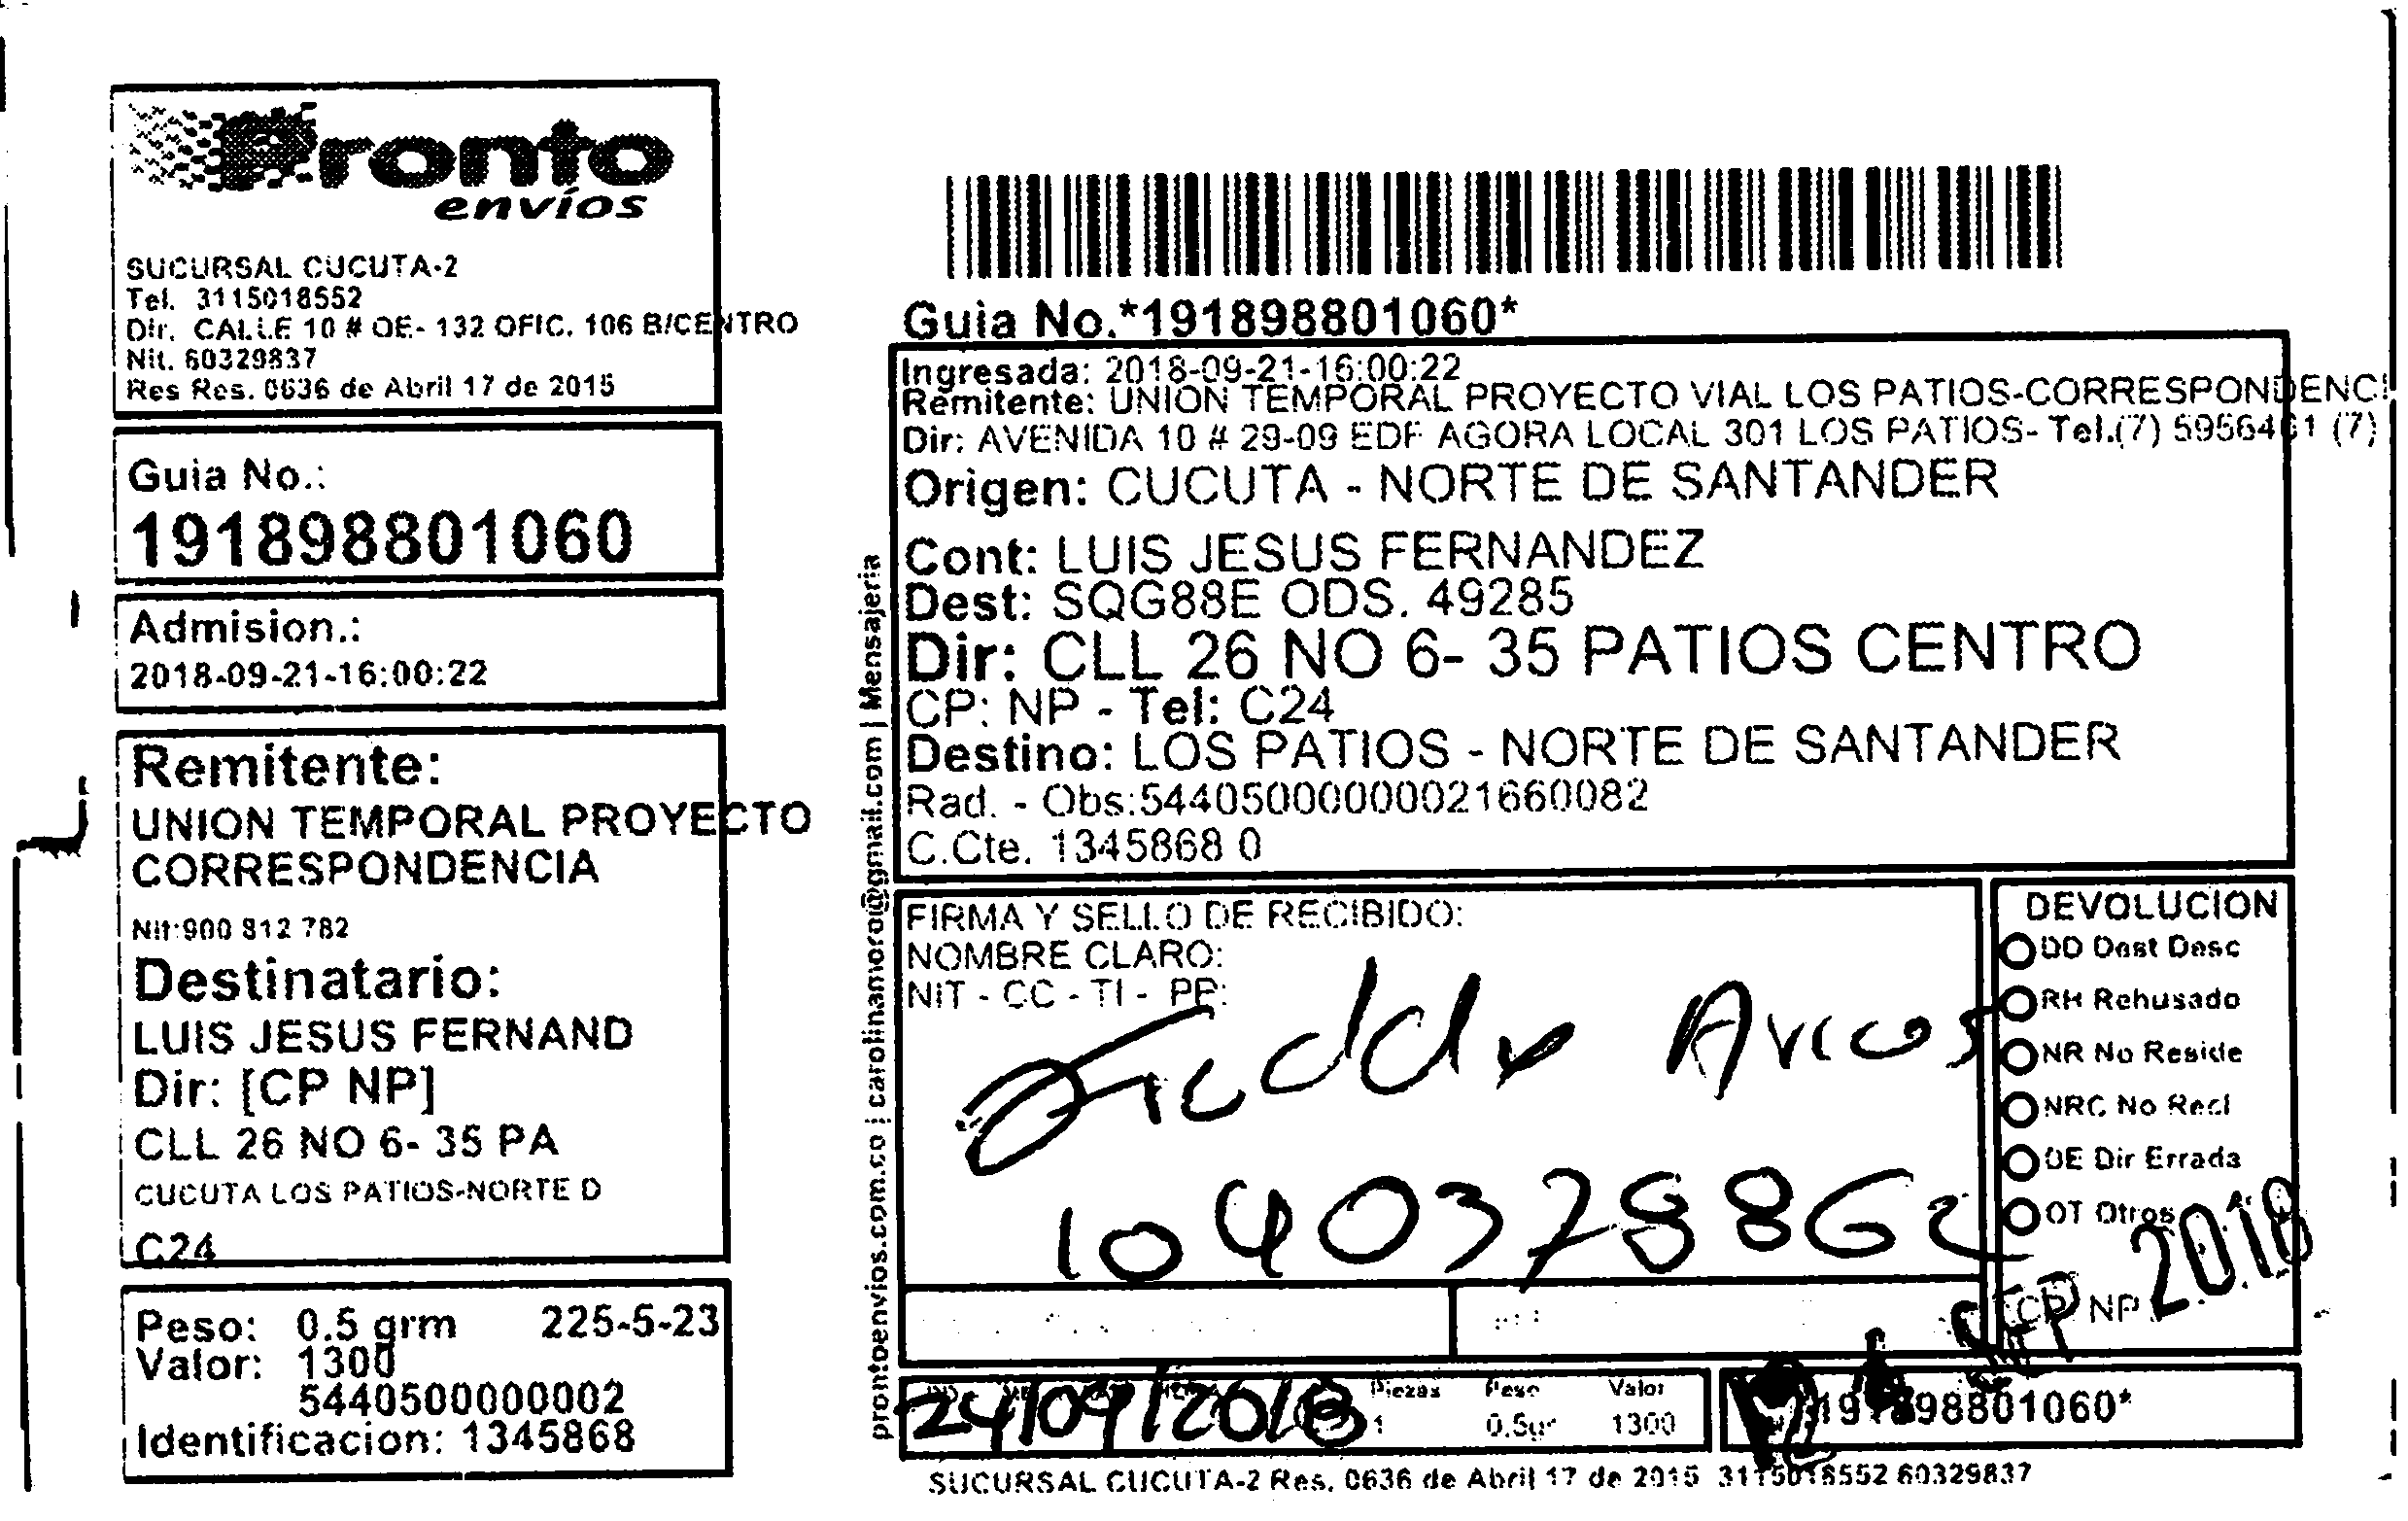 Pronto
envíos
SUCURSAL CUCUTA-2
Tel. 3115018552
Dir. CALLE 10 # OE- 132 OFIC. 106 B/CENTRO
Nit. 60329837
Res Res. 0636 de Abril 17 de 2015
Guia No.:
191898801060
Admision.:
2018-09-21-16:00:22
Remitente:
UNION TEMPORAL PROYECTO
CORRESPONDENCIA
Nit:900 812 782
Destinatario:
LUIS JESUS FERNAND
Dir: [CP NP]
CLL 26 NO 6- 35 PA
CUCUTA LOS PATIOS-NORTE D
C24
Peso: 0.5 grm 225-5-23
Valor: 1300
5440500000002
Identificacion: 1345868
prontoenvios.com.co | carolinamoro@gmail.com | Mensajeria
Guia No.*191898801060*
Ingresada: 2018-09-21-16:00:22
Remitente: UNION TEMPORAL PROYECTO VIAL LOS PATIOS-CORRESPONDENCI
Dir: AVENIDA 10 # 29-09 EDF AGORA LOCAL 301 LOS PATIOS- Tel.(7) 5956461 (7)
Origen: CUCUTA - NORTE DE SANTANDER
Cont: LUIS JESUS FERNANDEZ
Dest: SQG88E ODS. 49285
Dir: CLL 26 NO 6- 35 PATIOS CENTRO
CP: NP - Tel: C24
Destino: LOS PATIOS - NORTE DE SANTANDER
Rad. - Obs:544050000000021660082
C.Cte. 1345868 0
FIRMA Y SELLO DE RECIBIDO:
NOMBRE CLARO:
NIT - CC - TI - PP:
1040378862
DEVOLUCION
DD Dest Desc
RH Rehusado
NR No Reside
NRC No Recl
DE Dir Errada
OT Otros
2018
CP NP
24/09/2018
Piezas Peso Valor
1 0.5gr 1300
191898801060*
SUCURSAL CUCUTA-2 Res. 0636 de Abril 17 de 2015 3115018552 60329837